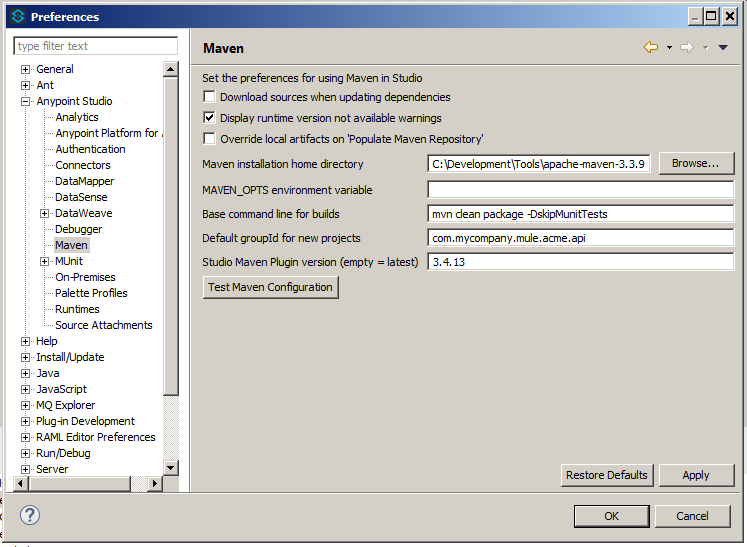 Preferences
type filter text
General
Ant
Anypoint Studio
Analytics
Anypoint Platform for
Authentication
Connectors
DataMapper
DataSense
DataWeave
Debugger
Maven
MUnit
On-Premises
Palette Profiles
Runtimes
Source Attachments
Help
Install/Update
Java
JavaScript
MQ Explorer
Plug-in Development
RAML Editor Preferences
Run/Debug
Server
Maven
Set the preferences for using Maven in Studio
Download sources when updating dependencies
Display runtime version not available warnings
Override local artifacts on 'Populate Maven Repository'
Maven installation home directory C:\Development\Tools\apache-maven-3.3.9 Browse...
MAVEN_OPTS environment variable
Base command line for builds mvn clean package -DskipMunitTests
Default groupId for new projects com.mycompany.mule.acme.api
Studio Maven Plugin version (empty = latest) 3.4.13
Test Maven Configuration
Restore Defaults Apply
? OK Cancel